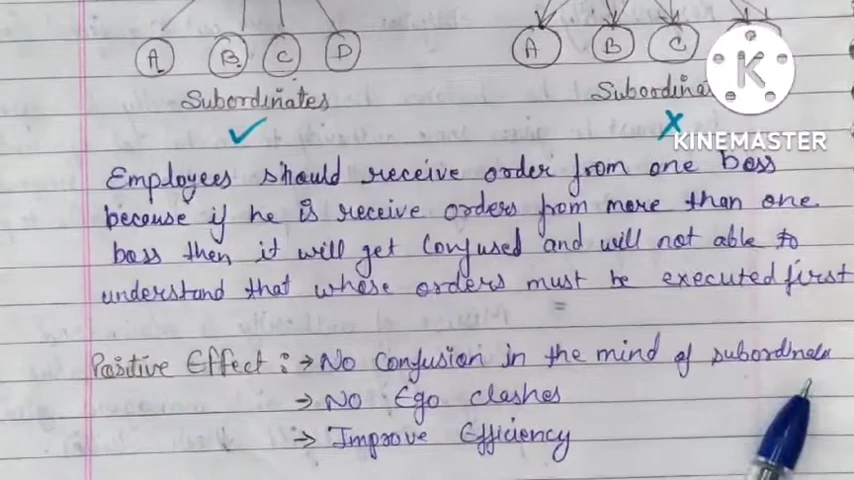 A B C D A B C
Subordinates Subordina
K
✓ x
KINEMASTER
Employees should receive order from one boss
because if he is receive orders from more than one
boss then it will get confused and will not able to
understand that whose orders must be executed first
Positive Effect : → No confusion in the mind of subordinate
→ No Ego clashes
→ Improve Efficiency